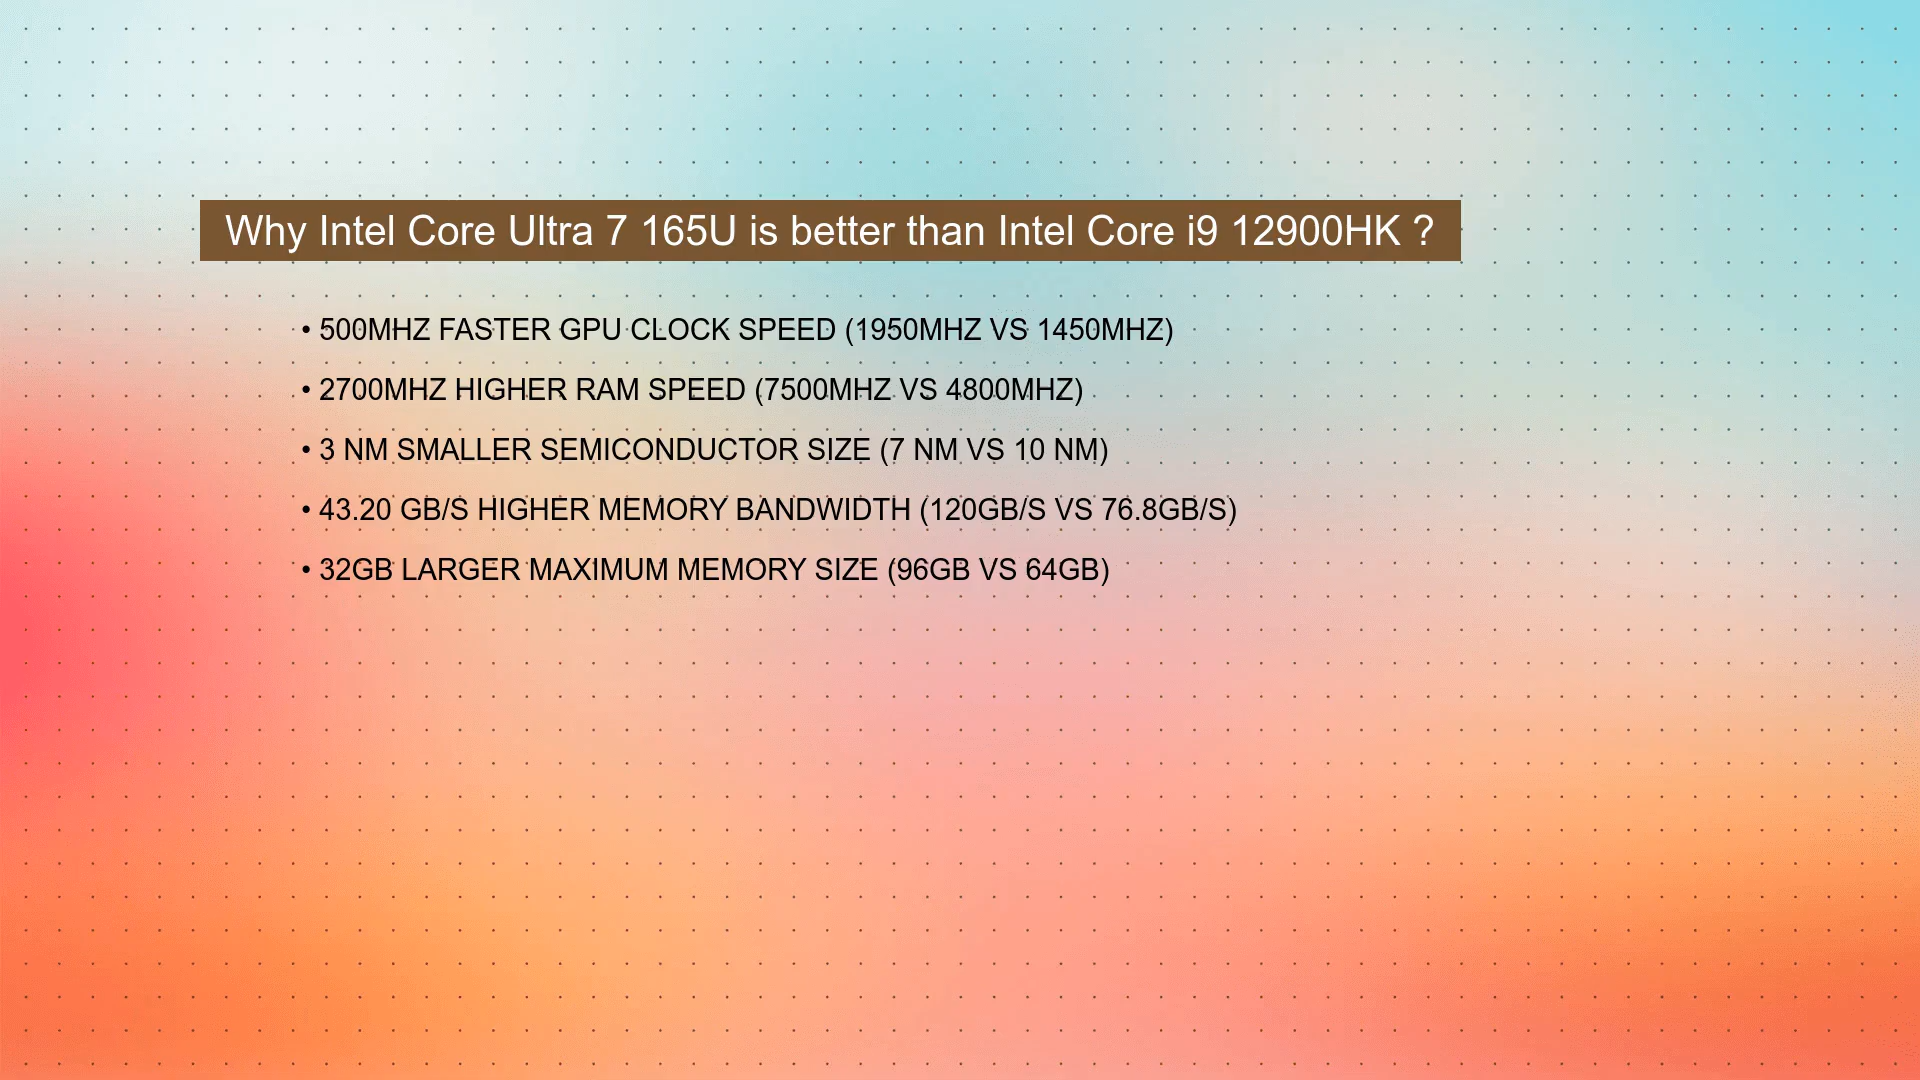 Why Intel Core Ultra 7 165U is better than Intel Core i9 12900HK ?
• 500MHZ FASTER GPU CLOCK SPEED (1950MHZ VS 1450MHZ)
• 2700MHZ HIGHER RAM SPEED (7500MHZ VS 4800MHZ)
• 3 NM SMALLER SEMICONDUCTOR SIZE (7 NM VS 10 NM)
• 43.20 GB/S HIGHER MEMORY BANDWIDTH (120GB/S VS 76.8GB/S)
• 32GB LARGER MAXIMUM MEMORY SIZE (96GB VS 64GB)